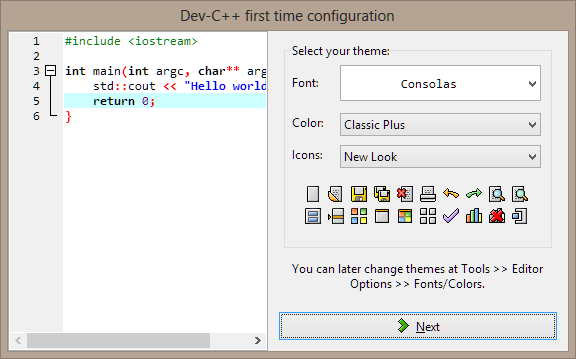 Dev-C++ first time configuration
1 #include <iostream>
2
3 int main(int argc, char** arg
4 std::cout << "Hello world
5 return 0;
6 }
Select your theme:
Font: Consolas
Color: Classic Plus
Icons: New Look
You can later change themes at Tools >> Editor
Options >> Fonts/Colors.
Next